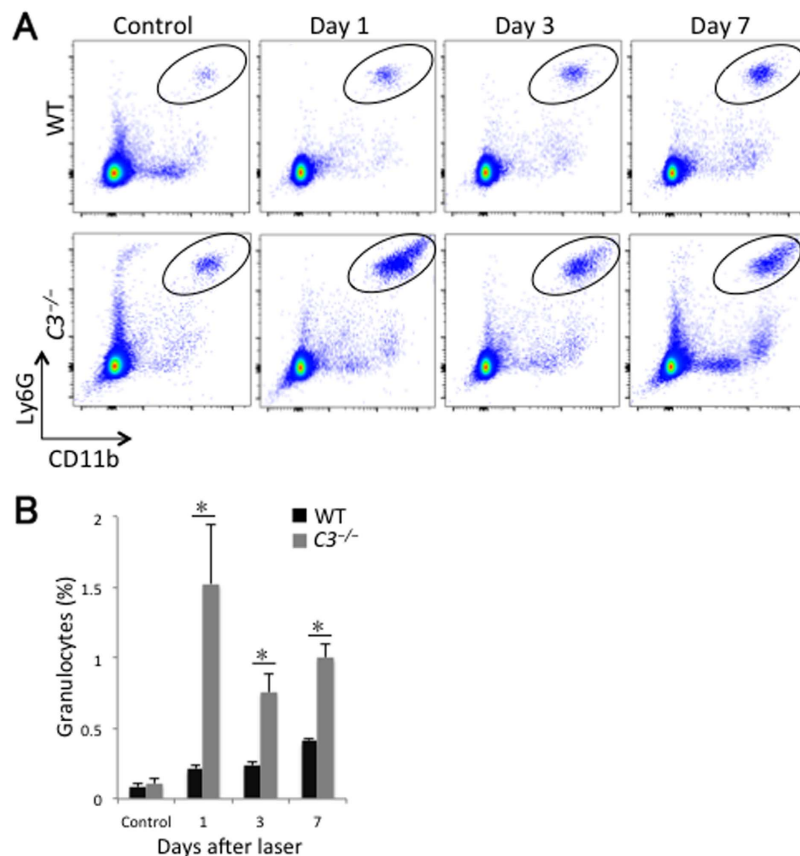 A
Control Day 1 Day 3 Day 7
WT
C3⁻/⁻
Ly6G
CD11b
B
WT
C3⁻/⁻
Granulocytes (%)
2
1.5
1
0.5
0
* * *
Control 1 3 7
Days after laser